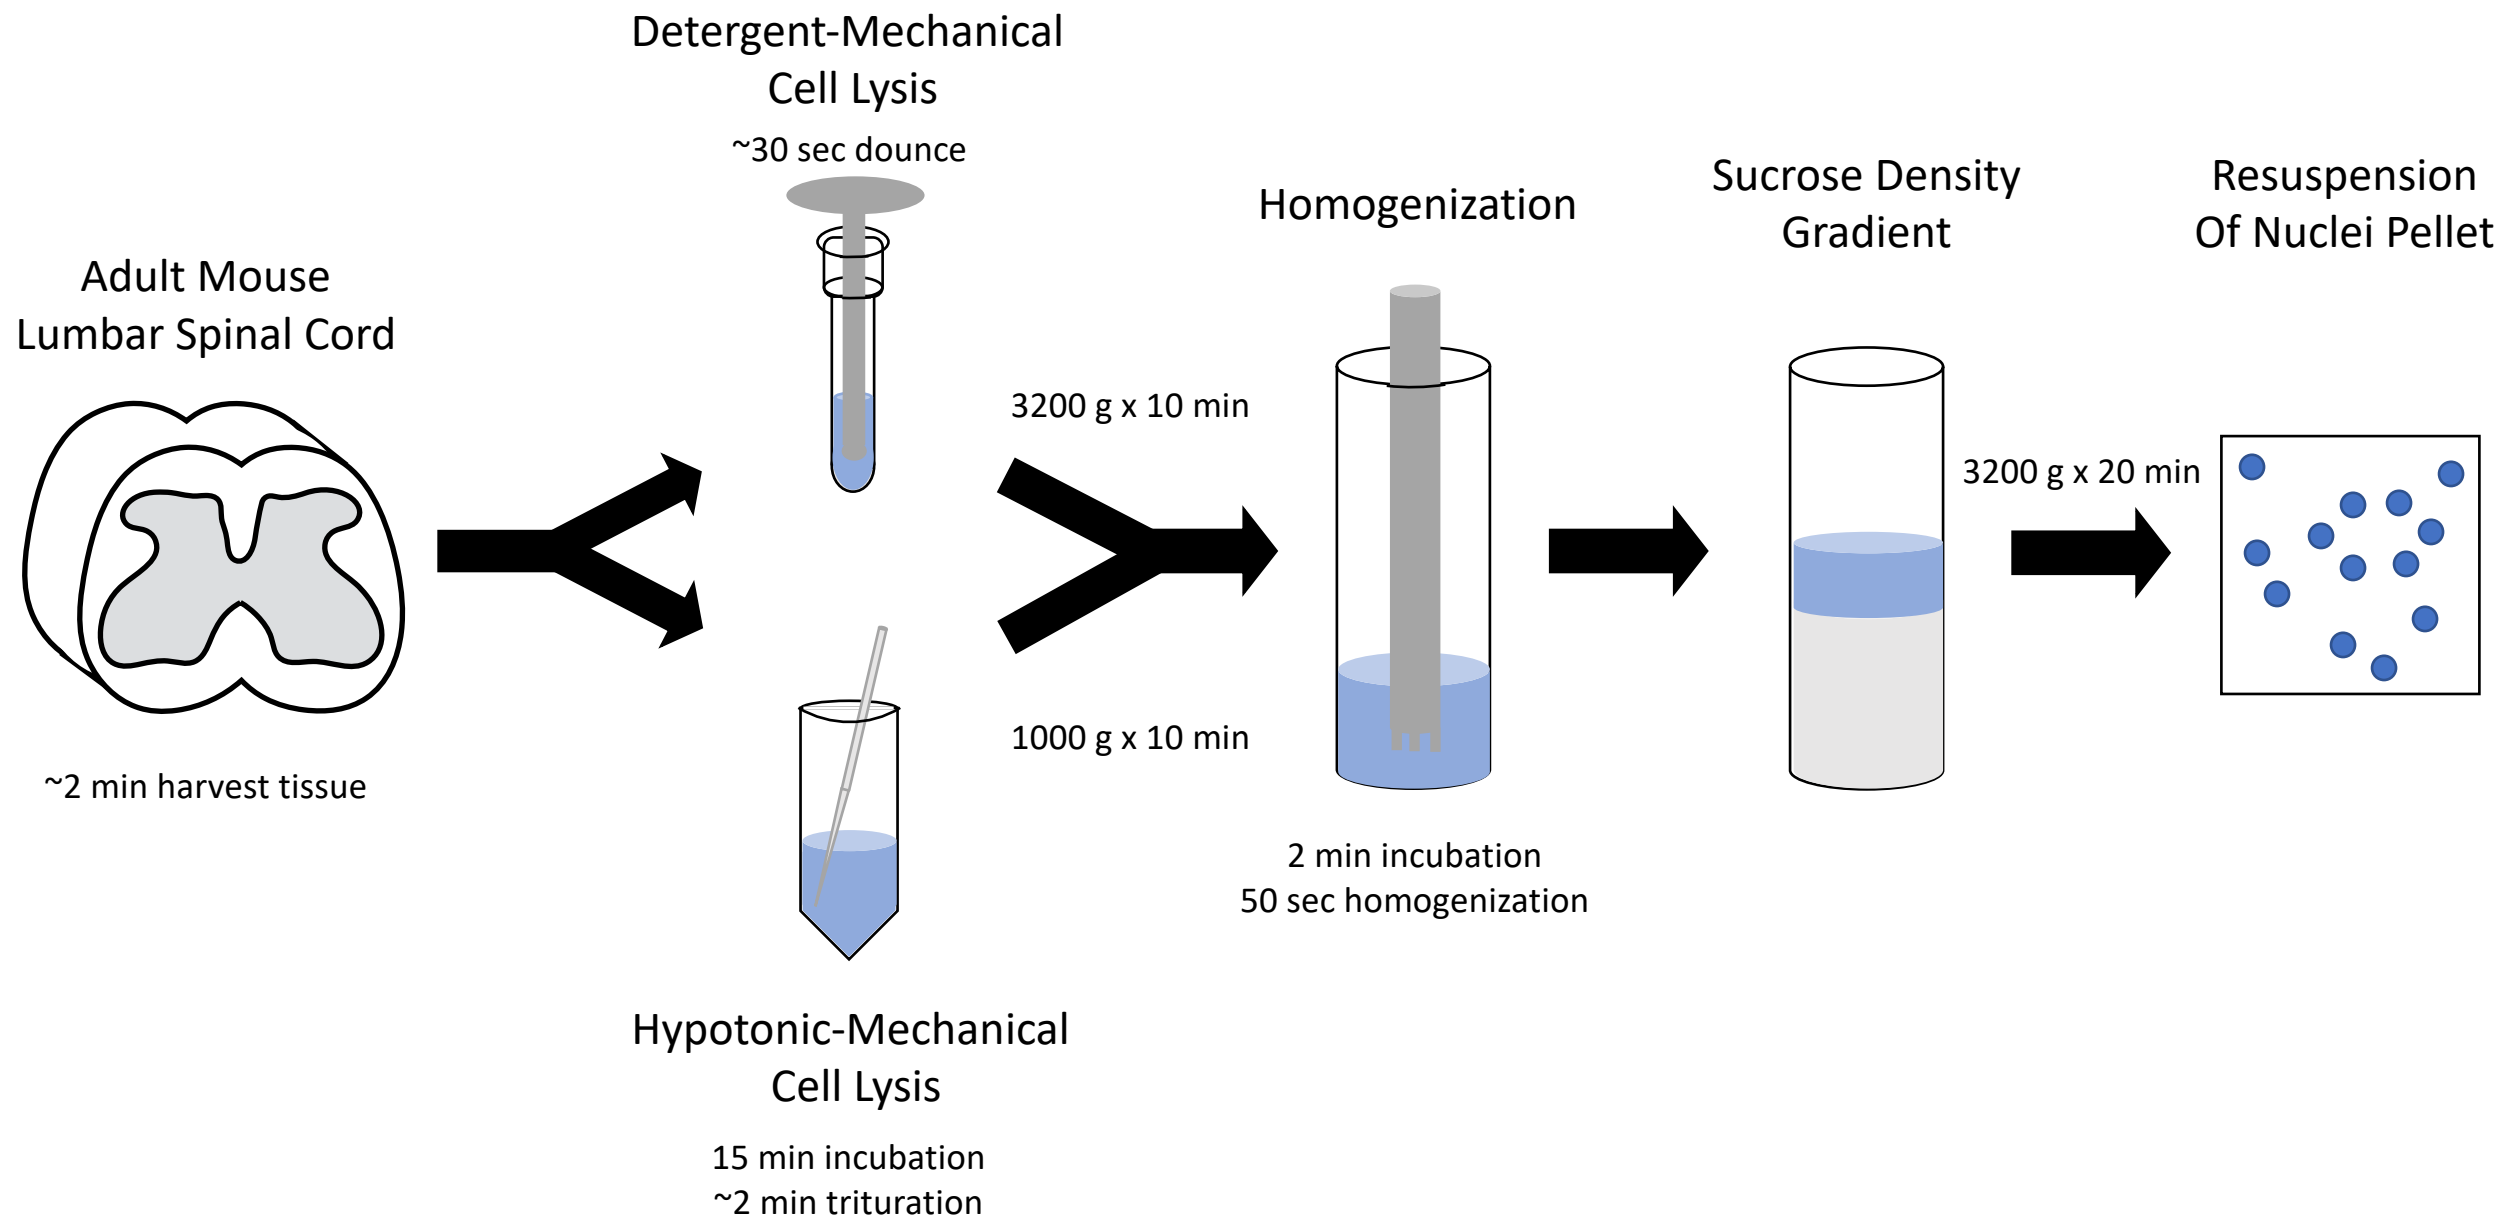 Adult Mouse
Lumbar Spinal Cord
~2 min harvest tissue
Detergent-Mechanical
Cell Lysis
~30 sec dounce
Hypotonic-Mechanical
Cell Lysis
15 min incubation
~2 min trituration
3200 g x 10 min
1000 g x 10 min
Homogenization
2 min incubation
50 sec homogenization
Sucrose Density
Gradient
3200 g x 20 min
Resuspension
Of Nuclei Pellet